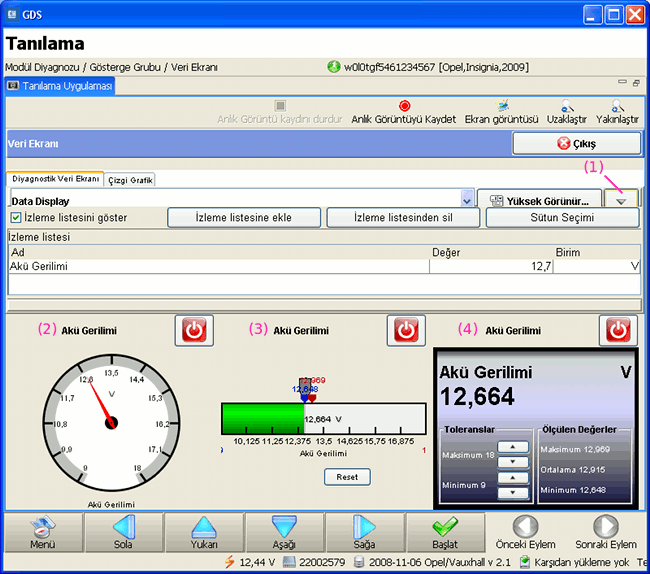 GDS
Tanılama
Modül Diyagnozu / Gösterge Grubu / Veri Ekranı w0l0tgf5461234567 [Opel,Insignia,2009]
Tanılama Uygulaması
Anlık Görüntü kaydını durdur Anlık Görüntüyü Kaydet Ekran görüntüsü Uzaklaştır Yakınlaştır
Veri Ekranı Çıkış
(1)
Diyagnostik Veri Ekranı Çizgi Grafik
Data Display Yüksek Görünür...
İzleme listesini göster İzleme listesine ekle İzleme listesinden sil Sütun Seçimi
İzleme listesi
Ad Değer Birim
Akü Gerilimi 12,7 V
(2) Akü Gerilimi (3) Akü Gerilimi (4) Akü Gerilimi
9 9,9 10,8 11,7 12,6 13,5 14,4 15,3 16,2 17,1 18
Akü Gerilimi
12,969
12,648
12,664 V
10,125 11,25 12,375 13,5 14,625 15,75 16,875
Akü Gerilimi
Reset
Akü Gerilimi V
12,664
Toleranslar Ölçülen Değerler
Maksimum 18 Maksimum 12,969
Ortalama 12,915
Minimum 9 Minimum 12,648
Menü Sola Yukarı Aşağı Sağa Başlat Önceki Eylem Sonraki Eylem
12,44 V 22002579 2008-11-06 Opel/Vauxhall v 2.1 Karşıdan yükleme yok Te